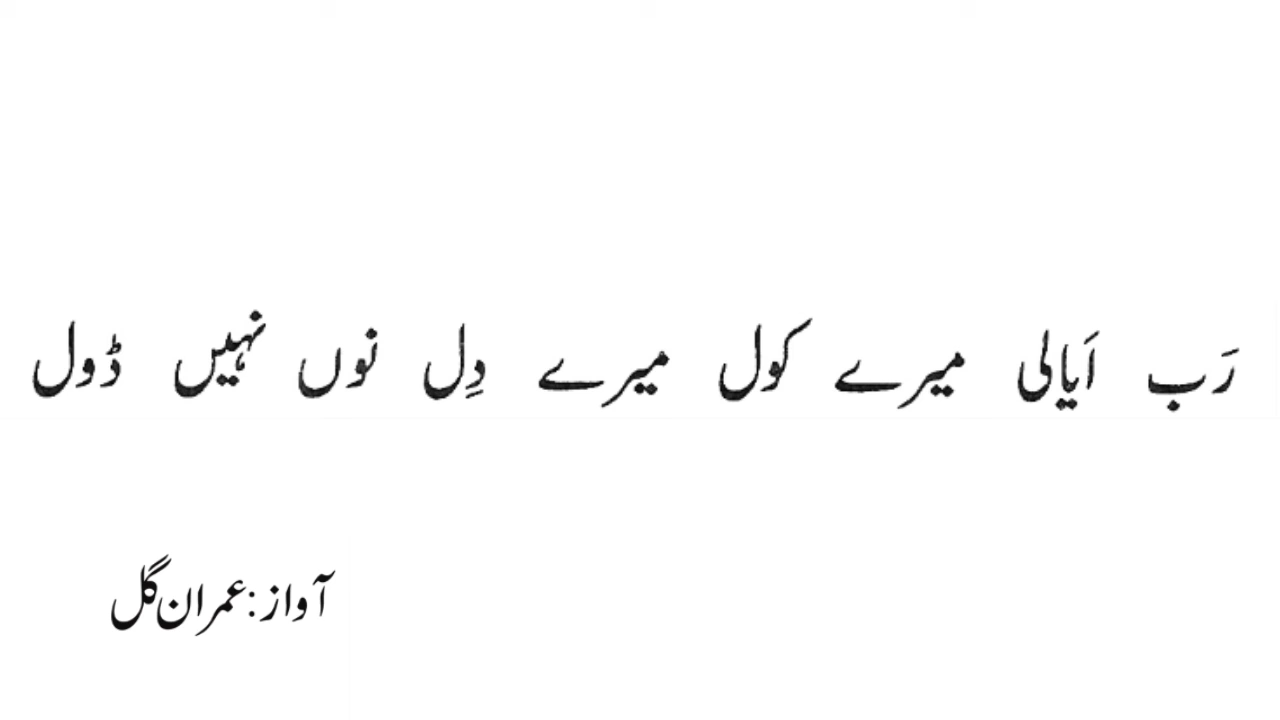 رَب اَیالی میرے کول میرے دِل نوں نہیں ڈول
آواز:عمران گل